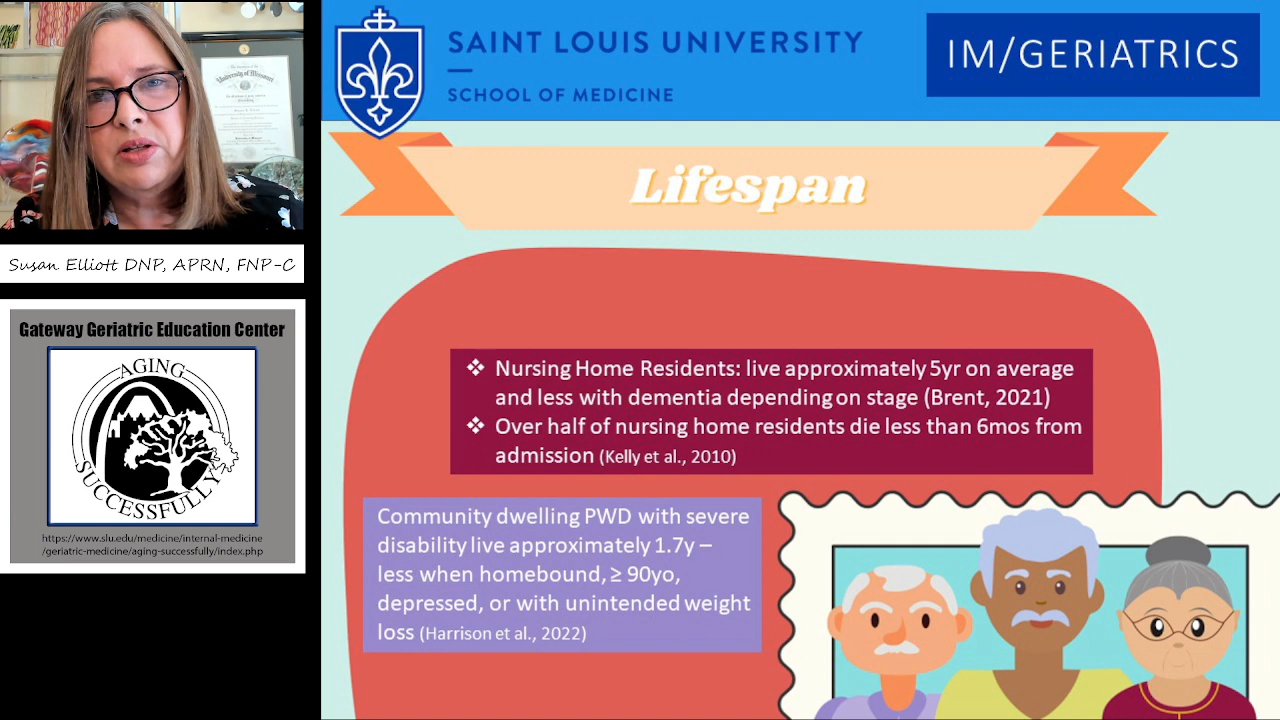 University of Missouri
Susan Elliott DNP, APRN, FNP-C
Gateway Geriatric Education Center
AGING
SUCCESSFULLY
https://www.slu.edu/medicine/internal-medicine
/geriatric-medicine/aging-successfully/index.php
SAINT LOUIS UNIVERSITY
SCHOOL OF MEDICINE
IM/GERIATRICS
Lifespan
❖ Nursing Home Residents: live approximately 5yr on average
and less with dementia depending on stage (Brent, 2021)
❖ Over half of nursing home residents die less than 6mos from
admission (Kelly et al., 2010)
Community dwelling PWD with severe
disability live approximately 1.7y –
less when homebound, ≥ 90yo,
depressed, or with unintended weight
loss (Harrison et al., 2022)